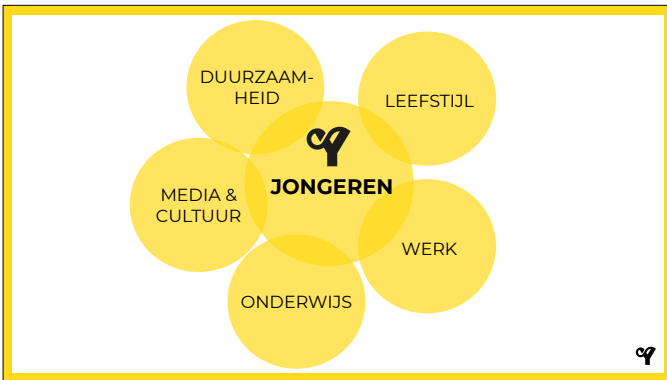 DUURZAAM-
HEID
LEEFSTIJL
JONGEREN
MEDIA &
CULTUUR
WERK
ONDERWIJS